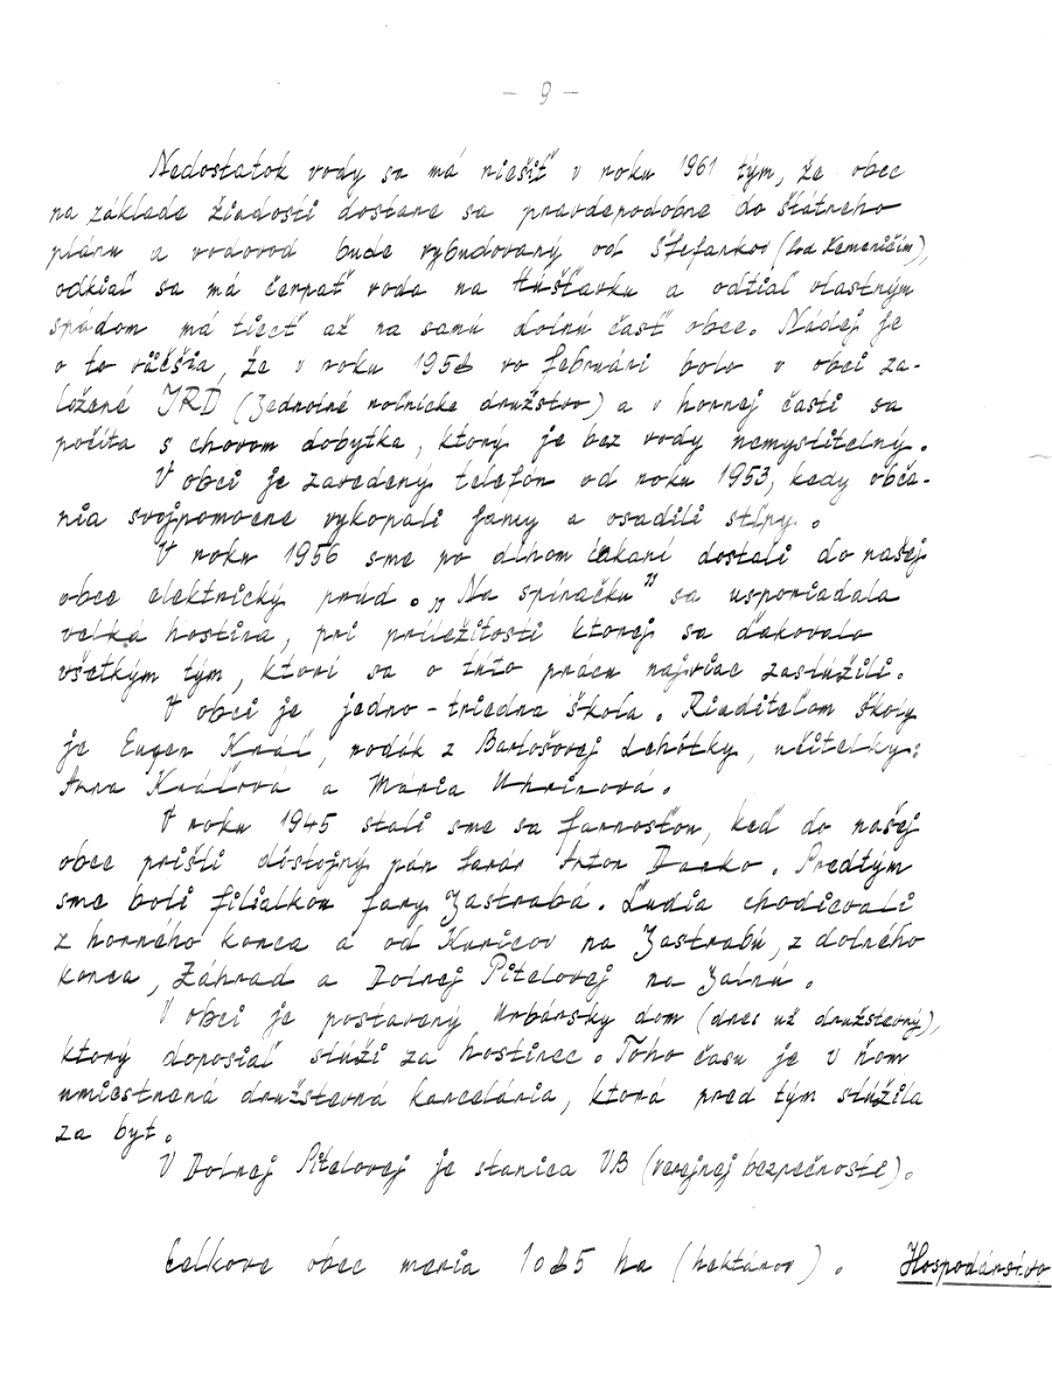 - 9 -
Nedostatok vody sa má riešiť v roku 1961 tým, že obec
na základe žiadosti dostane sa pravdepodobne do štátneho
plánu a vodovod bude vybudovaný od Štefankov (pod Kemeničím),
odkiaľ sa má čerpať voda na Húšťavku a odtiaľ vlastným
spádom má tiecť až na samú dolnú časť obce. Nádej je
o to väčšia, že v roku 1958 vo februári bolo v obci za-
ložené JRD (Jednotné roľnícke družstvo) a v hornej časti sa
počíta s chovom dobytka, ktorý je bez vody nemysliteľný.
V obci je zavedený telefón od roku 1953, kedy obča-
nia svojpomocne vykopali jamy a osadili stĺpy.
V roku 1956 sme po dlhom čakaní dostali do našej
obce elektrický prúd. „Na spínačku" sa usporiadala
velká hostina, pri príležitosti ktorej sa ďakovalo
všetkým tým, ktorí sa o túto prácu najviac zaslúžili.
V obci je jedno-triedna škola. Riaditeľom školy
je Eugen Kráľ, rodák z Bartošovej Lehôtky, učitelky:
Anna Kráľová a Mária Uhrinová.
V roku 1945 stali sme sa farnosťou, keď do našej
obce prišli dôstojný pán farár Anton Danko. Predtým
sme boli filialkou fary Jastrabá. Ľudia chodievali
z horného konca a od Kuricov na Jastrabú, z dolného
konca, Záhrad a Dolnej Pitelovej na Jalnú.
V obci je postavený Urbársky dom (dnes už družstevný),
ktorý doposiaľ slúži za hostinec. Toho času je v ňom
umiestnená družstevná kancelária, ktorá pred tým slúžila
za byt.
V Dolnej Pitelovej je stanica VB (verejnej bezpečnosti).
Celkove obec meria 1085 ha (hektárov). Hospodárstvo